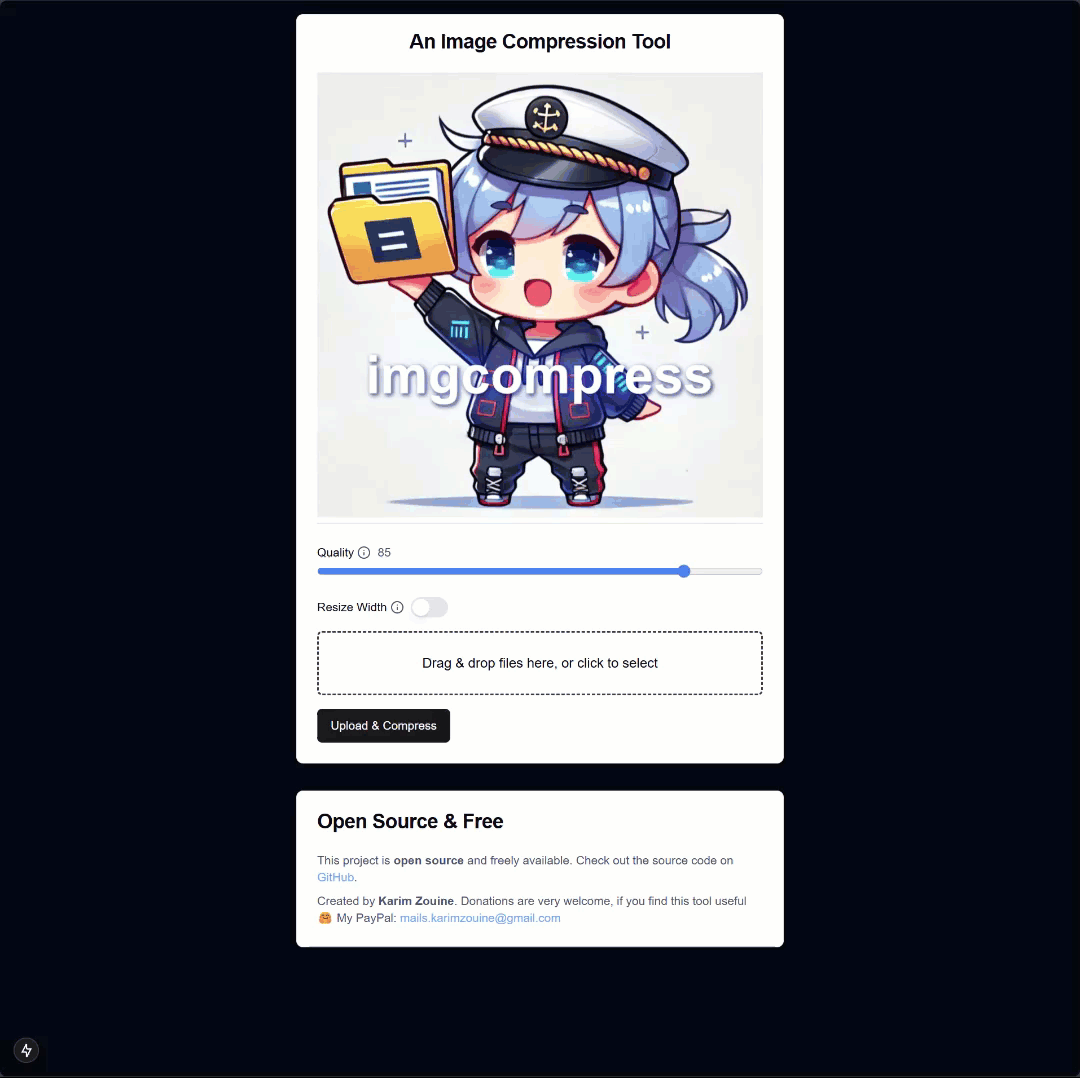 An Image Compression Tool
imgcompress
Quality 85
Resize Width
Drag & drop files here, or click to select
Upload & Compress
Open Source & Free
This project is open source and freely available. Check out the source code on
GitHub.
Created by Karim Zouine. Donations are very welcome, if you find this tool useful
🤗 My PayPal: mails.karimzouine@gmail.com